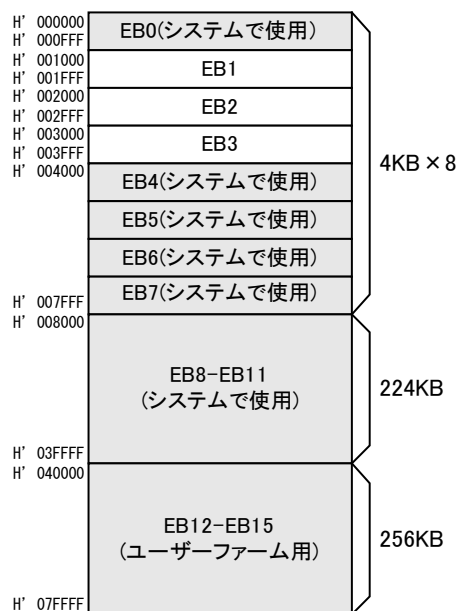 H' 000000
H' 000FFF
EB0(システムで使用)
H' 001000
H' 001FFF
EB1
H' 002000
H' 002FFF
EB2
H' 003000
H' 003FFF
EB3
4KB×8
H' 004000
EB4(システムで使用)
EB5(システムで使用)
EB6(システムで使用)
EB7(システムで使用)
H' 007FFF
H' 008000
EB8-EB11
(システムで使用)
224KB
H' 03FFFF
H' 040000
EB12-EB15
(ユーザーファーム用)
256KB
H' 07FFFF